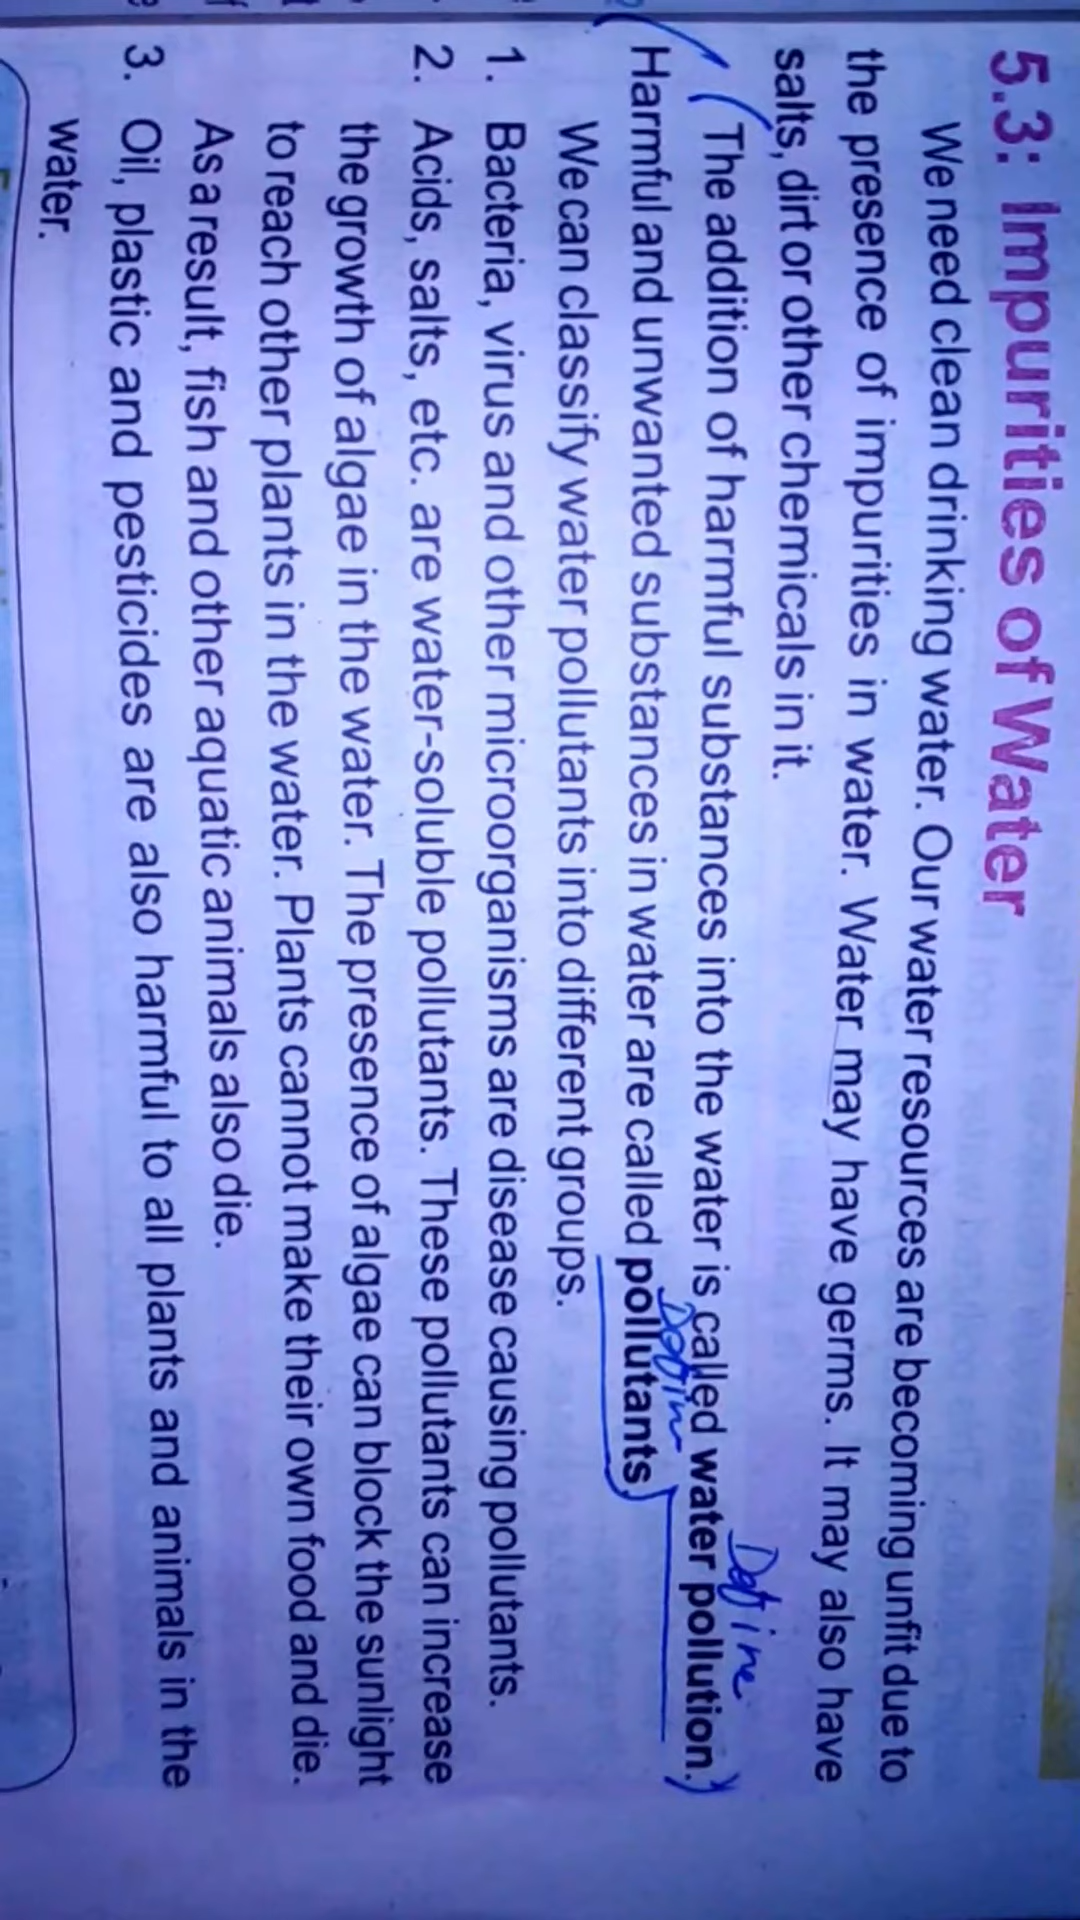 5.3: Impurities of Water
We need clean drinking water. Our water resources are becoming unfit due to
the presence of impurities in water. Water may have germs. It may also have
salts, dirt or other chemicals in it.
Define
The addition of harmful substances into the water is called water pollution.
Harmful and unwanted substances in water are called pollutants
We can classify water pollutants into different groups.
1. Bacteria, virus and other microorganisms are disease causing pollutants.
2. Acids, salts, etc. are water-soluble pollutants. These pollutants can increase
the growth of algae in the water. The presence of algae can block the sunlight
to reach other plants in the water. Plants cannot make their own food and die.
As a result, fish and other aquatic animals also die.
3. Oil, plastic and pesticides are also harmful to all plants and animals in the
water.